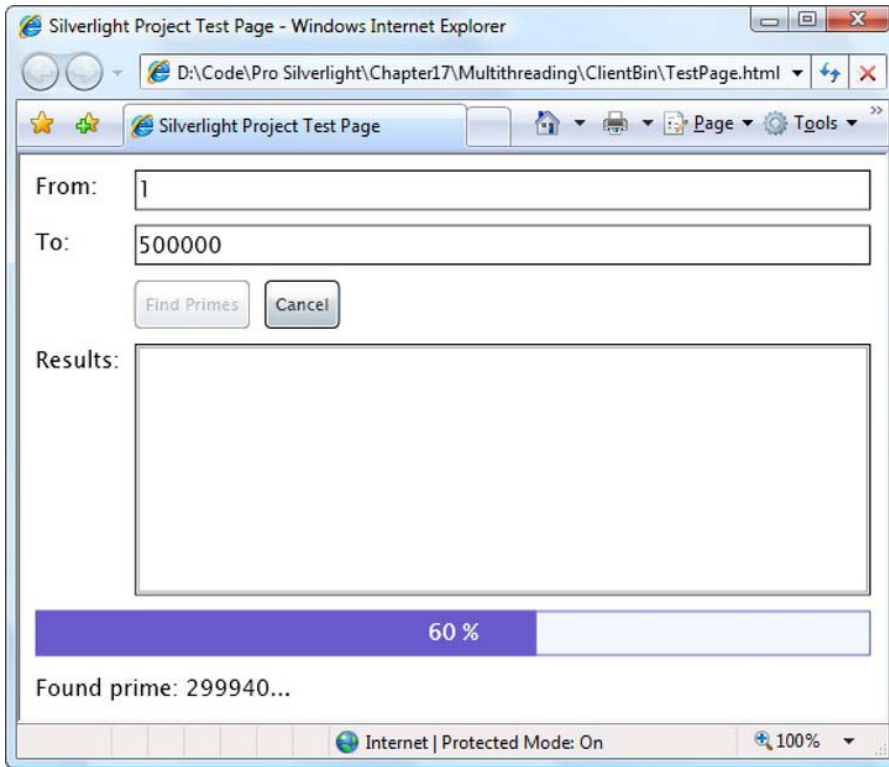 Silverlight Project Test Page - Windows Internet Explorer
D:\Code\Pro Silverlight\Chapter17\Multithreading\ClientBin\TestPage.html
Silverlight Project Test Page
Page
Tools
From:
1
To:
500000
Find Primes
Cancel
Results:
60 %
Found prime: 299940...
Internet | Protected Mode: On
100%